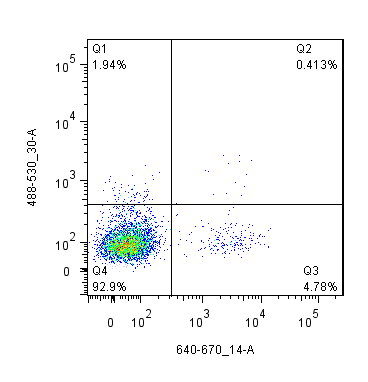 Q1
1.94%
Q2
0.413%
10^5
10^4
10^3
10^2
0
488-530_30-A
Q4
92.9%
Q3
4.78%
0 10^2 10^3 10^4 10^5
640-670_14-A